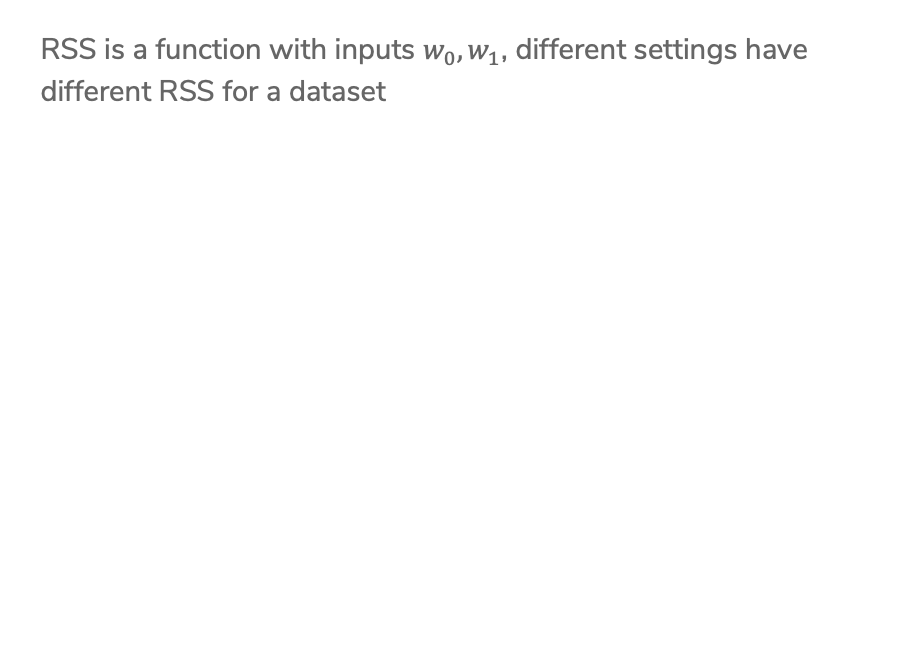 RSS is a function with inputs w₀, w₁, different settings have
different RSS for a dataset